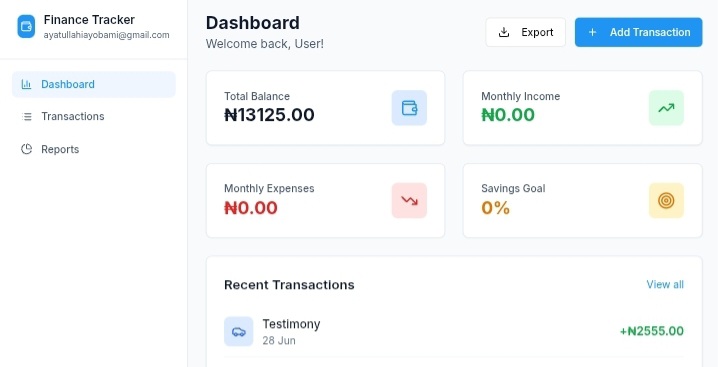 Finance Tracker
ayatullahiayobami@gmail.com
Dashboard
Transactions
Reports
Dashboard
Welcome back, User!
Export
+ Add Transaction
Total Balance
₦13125.00
Monthly Income
₦0.00
Monthly Expenses
₦0.00
Savings Goal
0%
Recent Transactions
View all
Testimony
28 Jun
+₦2555.00